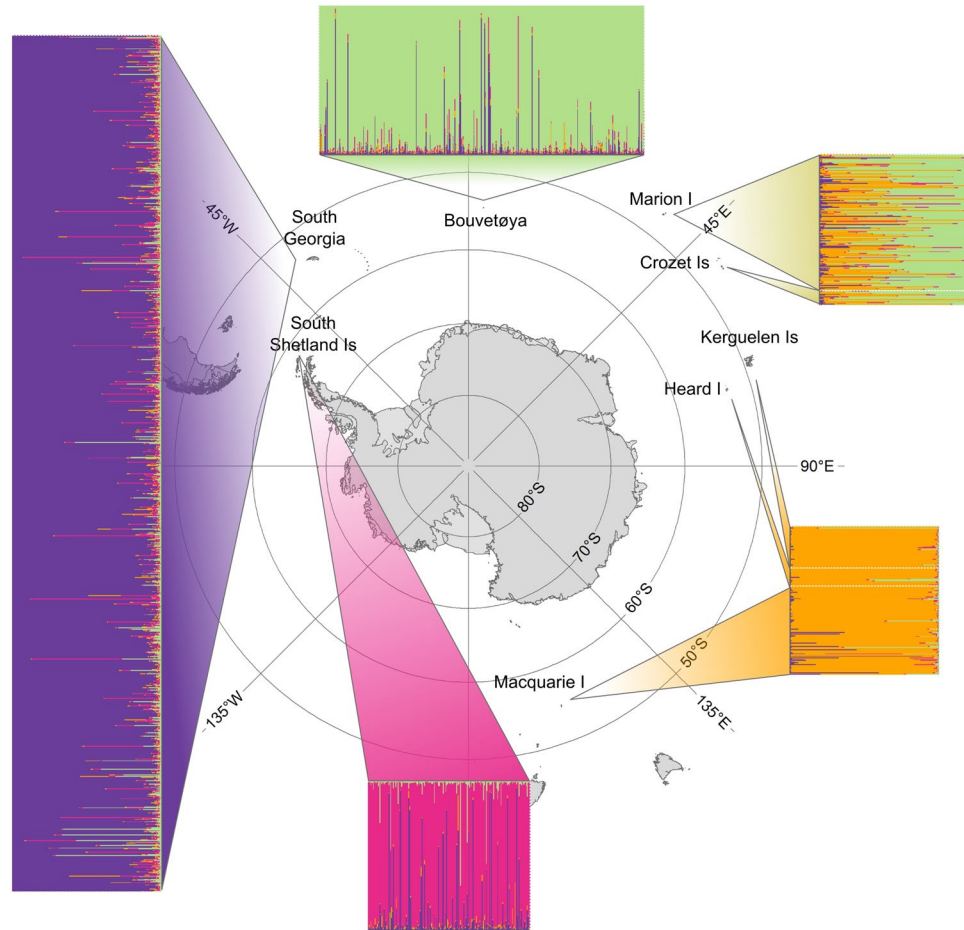 45°W
South
Georgia
Bouvetøya
Marion I
45°E
Crozet Is
South
Shetland Is
Kerguelen Is
Heard I
90°E
80°S
70°S
60°S
50°S
Macquarie I
135°W
135°E